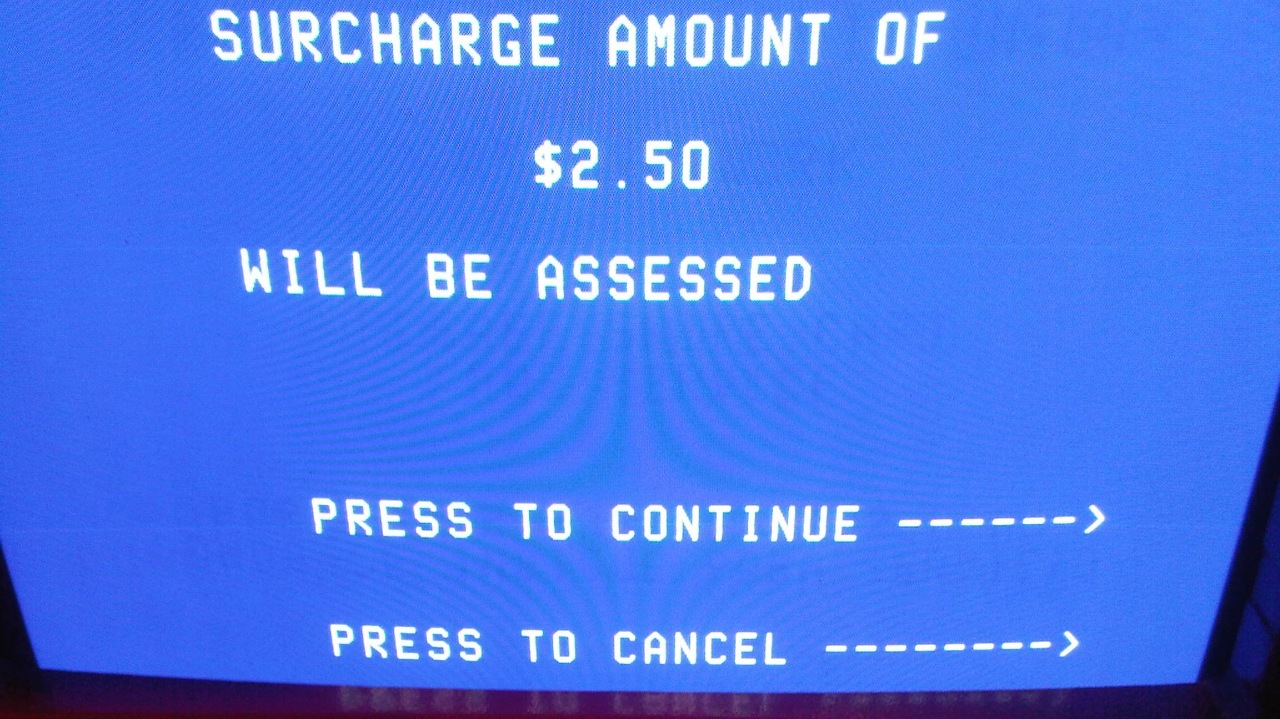 SURCHARGE AMOUNT OF
$2.50
WILL BE ASSESSED
PRESS TO CONTINUE ------>
PRESS TO CANCEL -------->